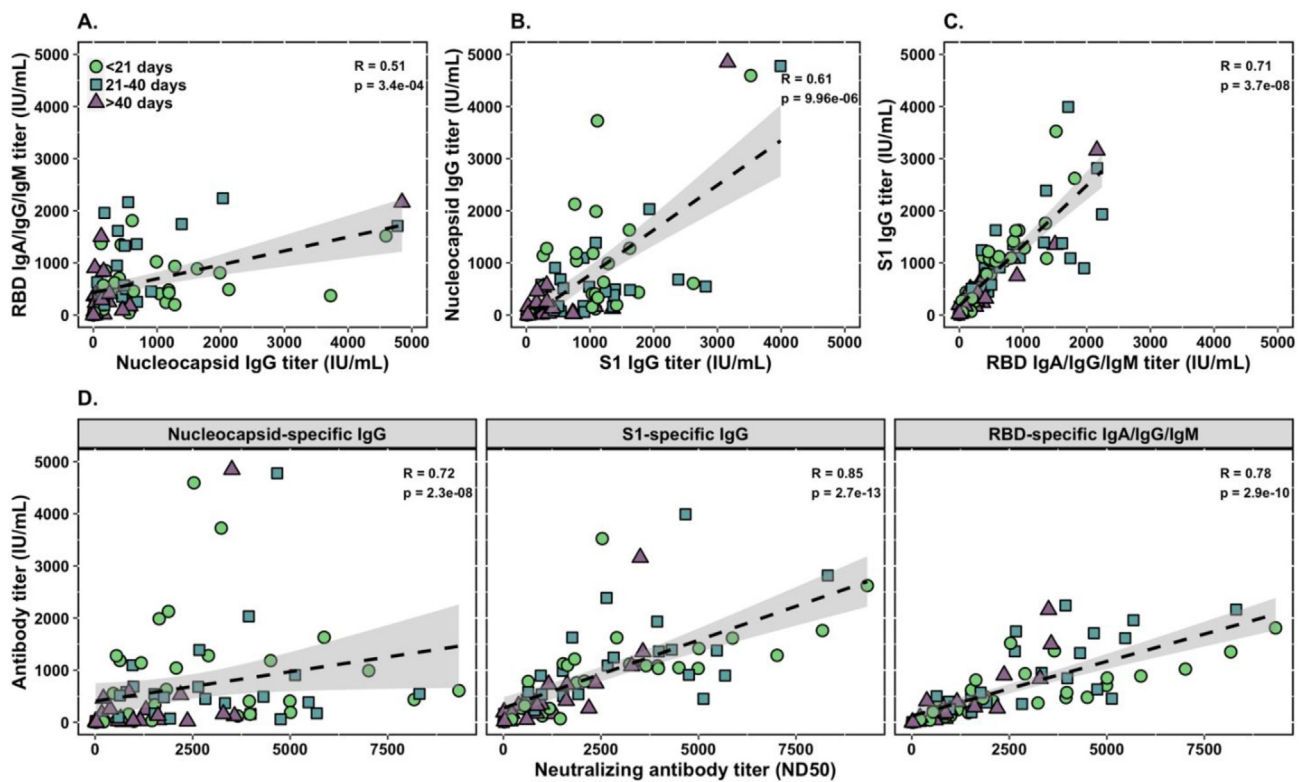 A.
RBD IgA/IgG/IgM titer (IU/mL)
5000
4000
3000
2000
1000
0
<21 days
21-40 days
>40 days
R = 0.51
p = 3.4e-04
0 1000 2000 3000 4000 5000
Nucleocapsid IgG titer (IU/mL)
B.
Nucleocapsid IgG titer (IU/mL)
5000
4000
3000
2000
1000
0
R = 0.61
p = 9.96e-06
0 1000 2000 3000 4000 5000
S1 IgG titer (IU/mL)
C.
S1 IgG titer (IU/mL)
5000
4000
3000
2000
1000
0
R = 0.71
p = 3.7e-08
0 1000 2000 3000 4000 5000
RBD IgA/IgG/IgM titer (IU/mL)
D.
Antibody titer (IU/mL)
5000
4000
3000
2000
1000
0
Nucleocapsid-specific IgG
R = 0.72
p = 2.3e-08
0 2500 5000 7500
S1-specific IgG
R = 0.85
p = 2.7e-13
0 2500 5000 7500
RBD-specific IgA/IgG/IgM
R = 0.78
p = 2.9e-10
0 2500 5000 7500
Neutralizing antibody titer (ND50)